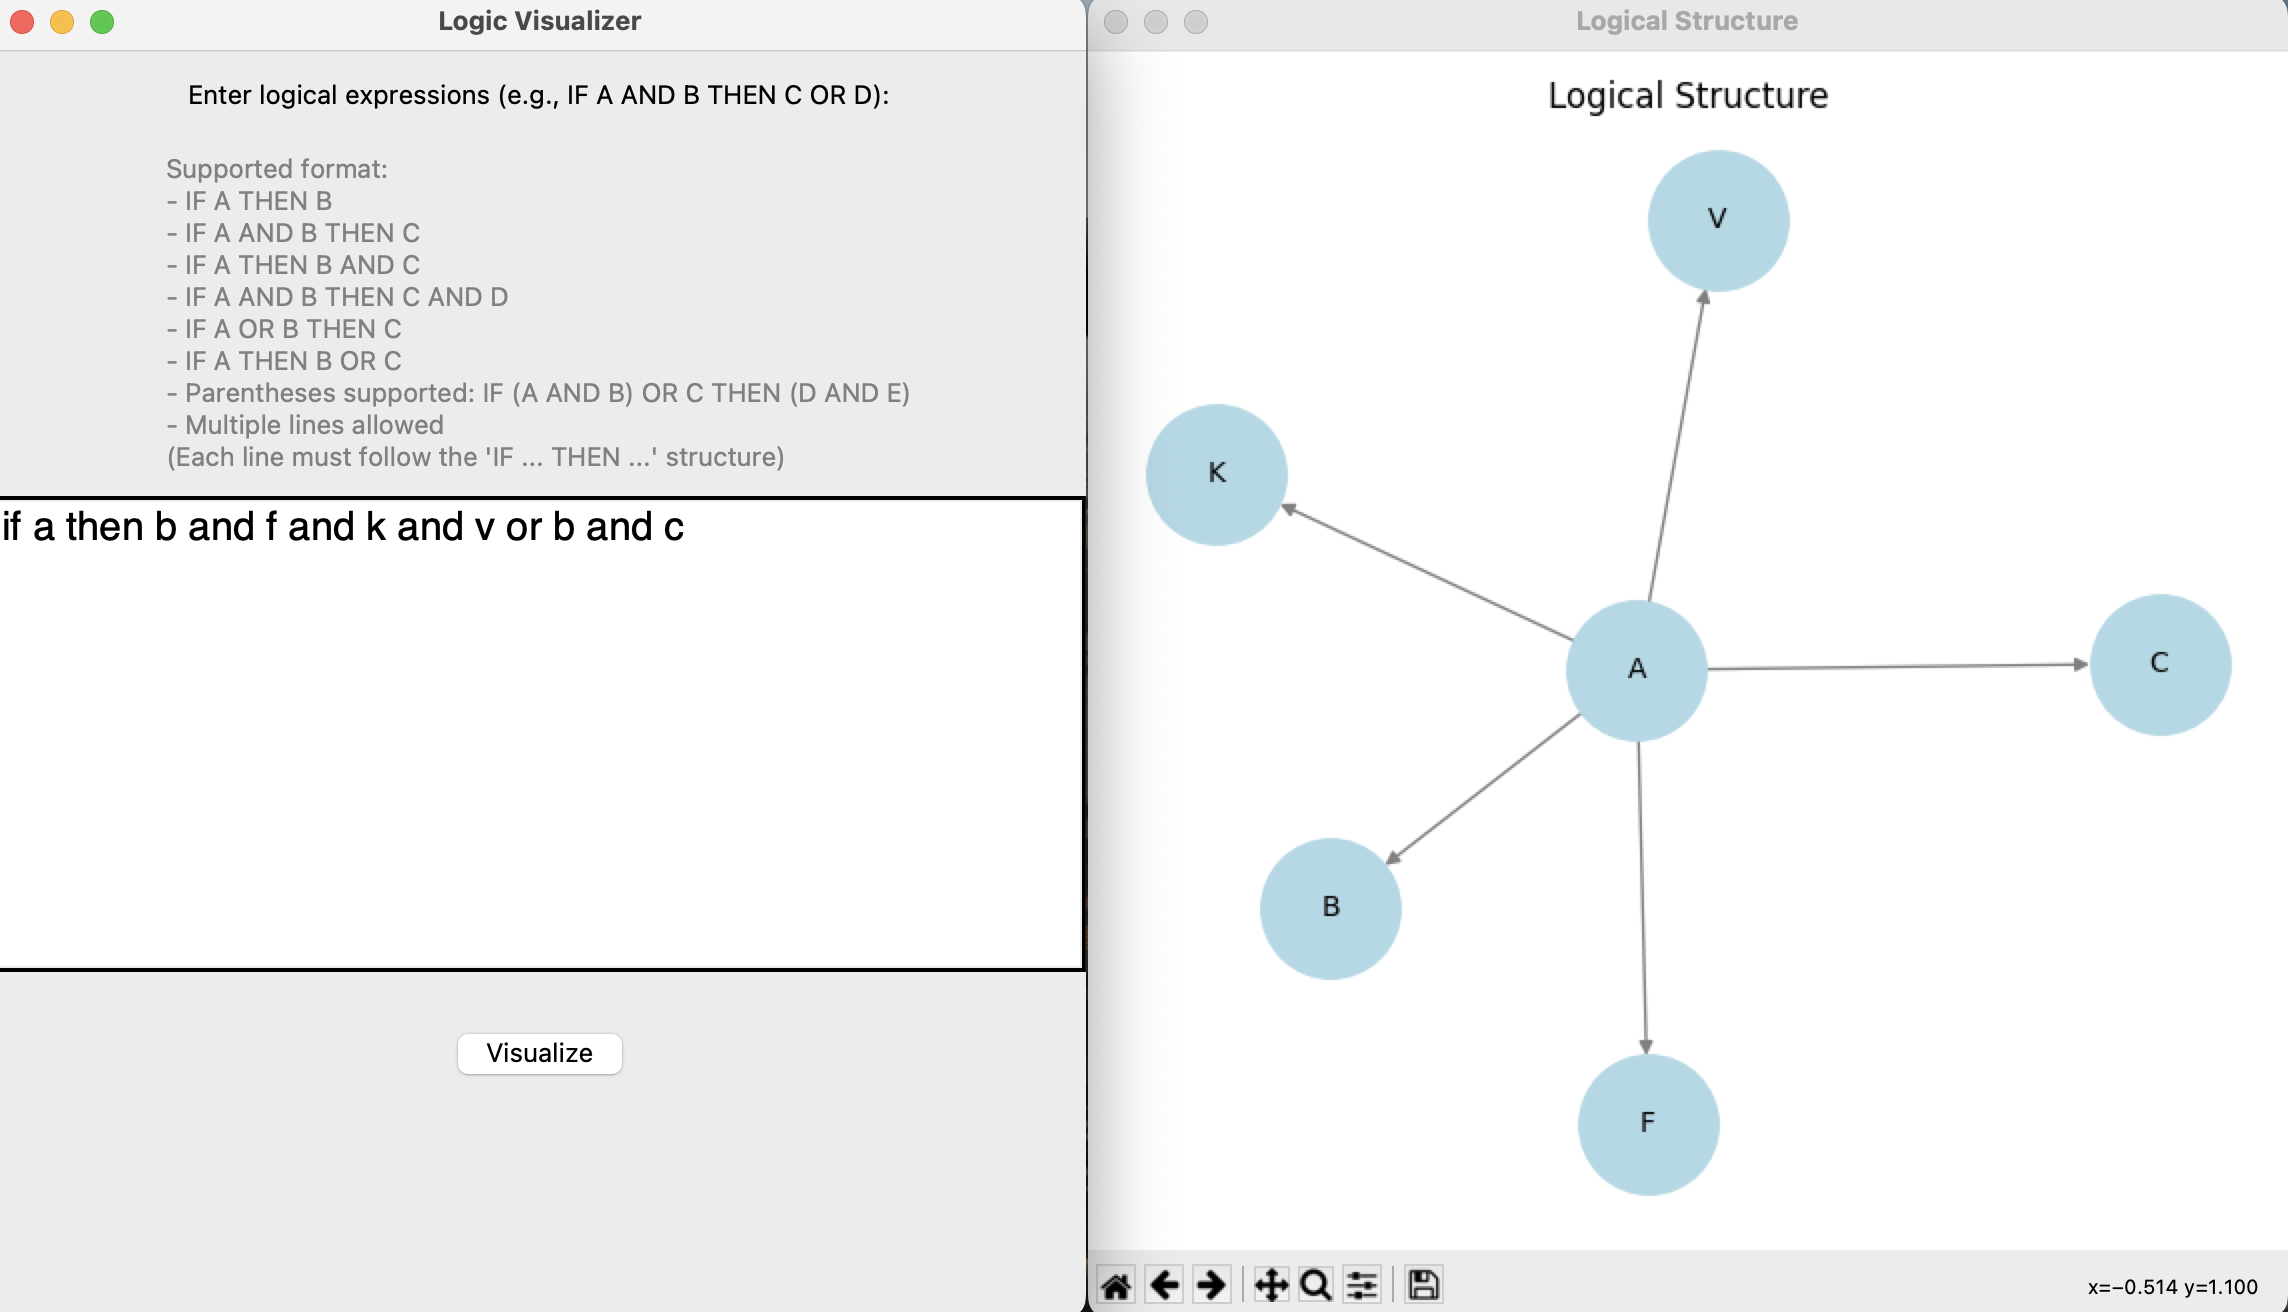 Logic Visualizer
Enter logical expressions (e.g., IF A AND B THEN C OR D):
Supported format:
- IF A THEN B
- IF A AND B THEN C
- IF A THEN B AND C
- IF A AND B THEN C AND D
- IF A OR B THEN C
- IF A THEN B OR C
- Parentheses supported: IF (A AND B) OR C THEN (D AND E)
- Multiple lines allowed
(Each line must follow the 'IF ... THEN ...' structure)
if a then b and f and k and v or b and c
Visualize
Logical Structure
Logical Structure
V
K
A
C
B
F
x=−0.514 y=1.100